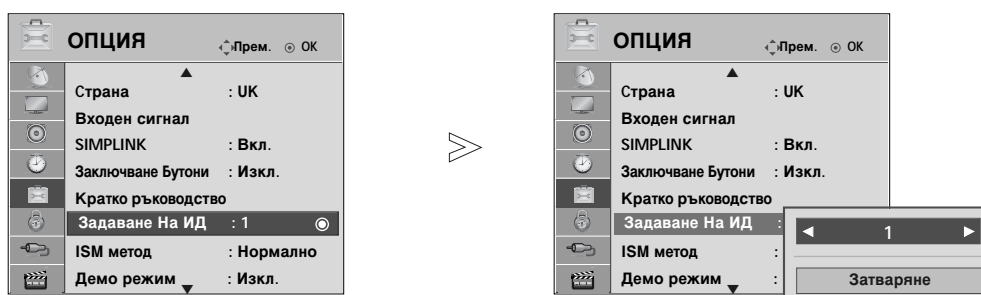 ОПЦИЯ Прем. OK
Страна : UK
Входен сигнал
SIMPLINK : Вкл.
Заключване Бутони : Изкл.
Кратко ръководство
Задаване На ИД : 1
ISM метод : Нормално
Демо режим : Изкл.
ОПЦИЯ Прем. OK
Страна : UK
Входен сигнал
SIMPLINK : Вкл.
Заключване Бутони : Изкл.
Кратко ръководство
Задаване На ИД :
ISM метод :
Демо режим :
1
Затваряне